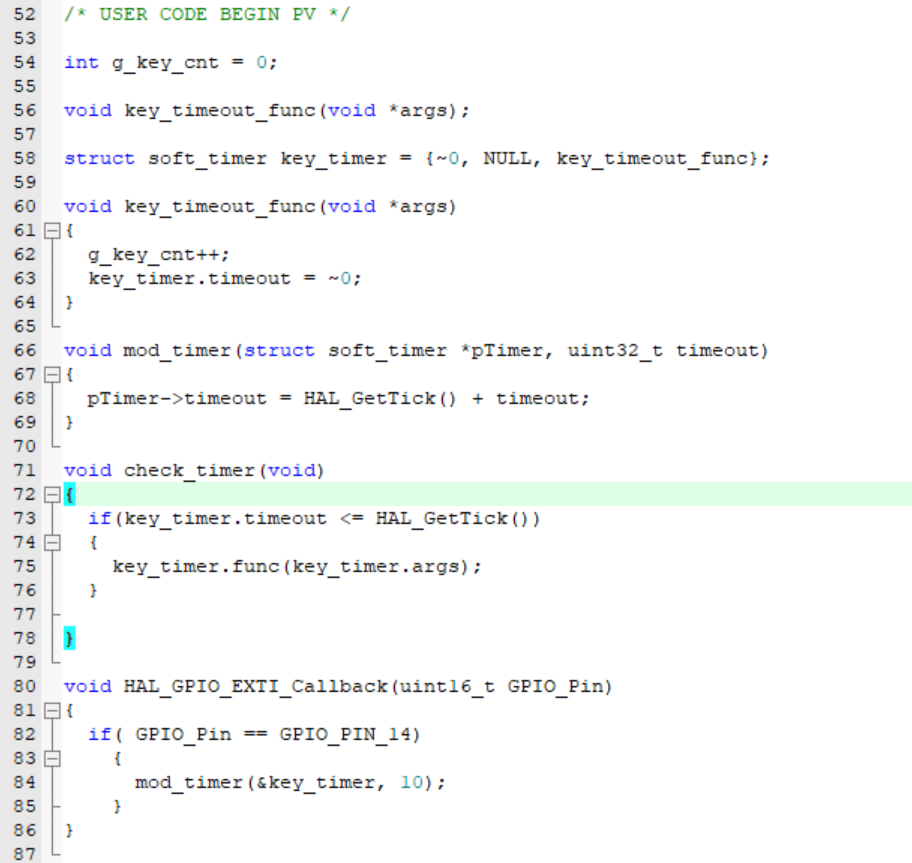 52 /* USER CODE BEGIN PV */
53
54 int g_key_cnt = 0;
55
56 void key_timeout_func(void *args);
57
58 struct soft_timer key_timer = {~0, NULL, key_timeout_func};
59
60 void key_timeout_func(void *args)
61 {
62 g_key_cnt++;
63 key_timer.timeout = ~0;
64 }
65
66 void mod_timer(struct soft_timer *pTimer, uint32_t timeout)
67 {
68 pTimer->timeout = HAL_GetTick() + timeout;
69 }
70
71 void check_timer(void)
72 {
73 if(key_timer.timeout <= HAL_GetTick())
74 {
75 key_timer.func(key_timer.args);
76 }
77
78 }
79
80 void HAL_GPIO_EXTI_Callback(uint16_t GPIO_Pin)
81 {
82 if( GPIO_Pin == GPIO_PIN_14)
83 {
84 mod_timer(&key_timer, 10);
85 }
86 }
87